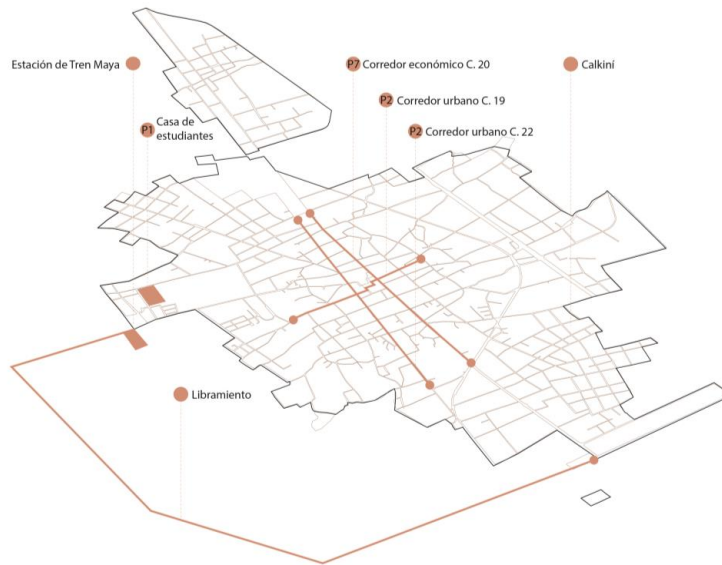 Estación de Tren Maya
P7 Corredor económico C. 20
Calkiní
P2 Corredor urbano C. 19
P1 Casa de
estudiantes
P2 Corredor urbano C. 22
Libramiento